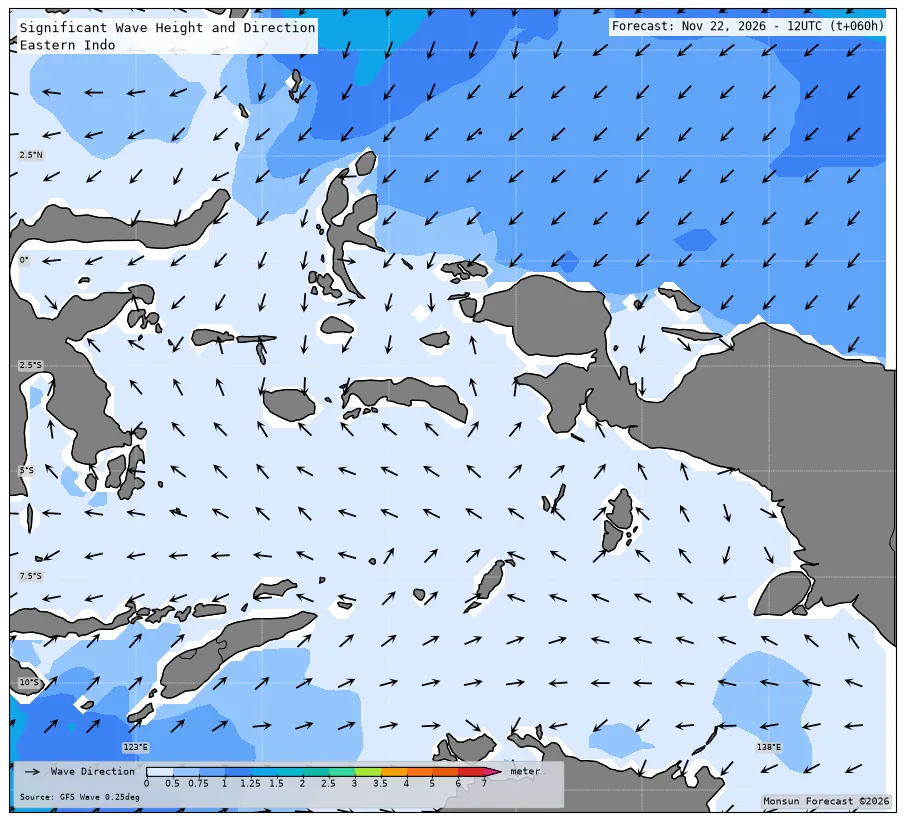 Significant Wave Height and Direction
Eastern Indo
Forecast: Nov 22, 2026 - 12UTC (t+060h)
2.5°N
0°
2.5°S
5°S
7.5°S
10°S
123°E
138°E
Wave Direction
meter
0 0.5 0.75 1 1.25 1.5 2 2.5 3 3.5 4 5 6 7
Source: GFS Wave 0.25deg
Monsun Forecast ©2026